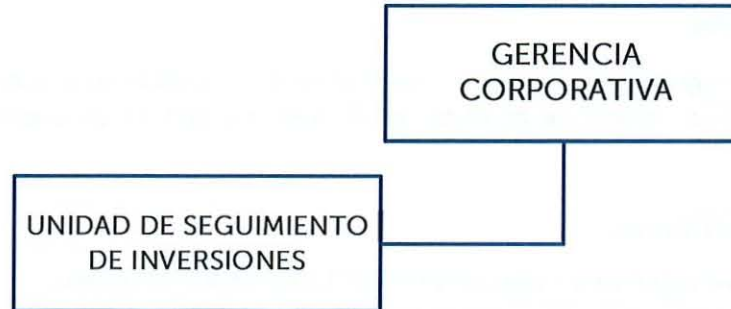 GERENCIA
CORPORATIVA
UNIDAD DE SEGUIMIENTO
DE INVERSIONES